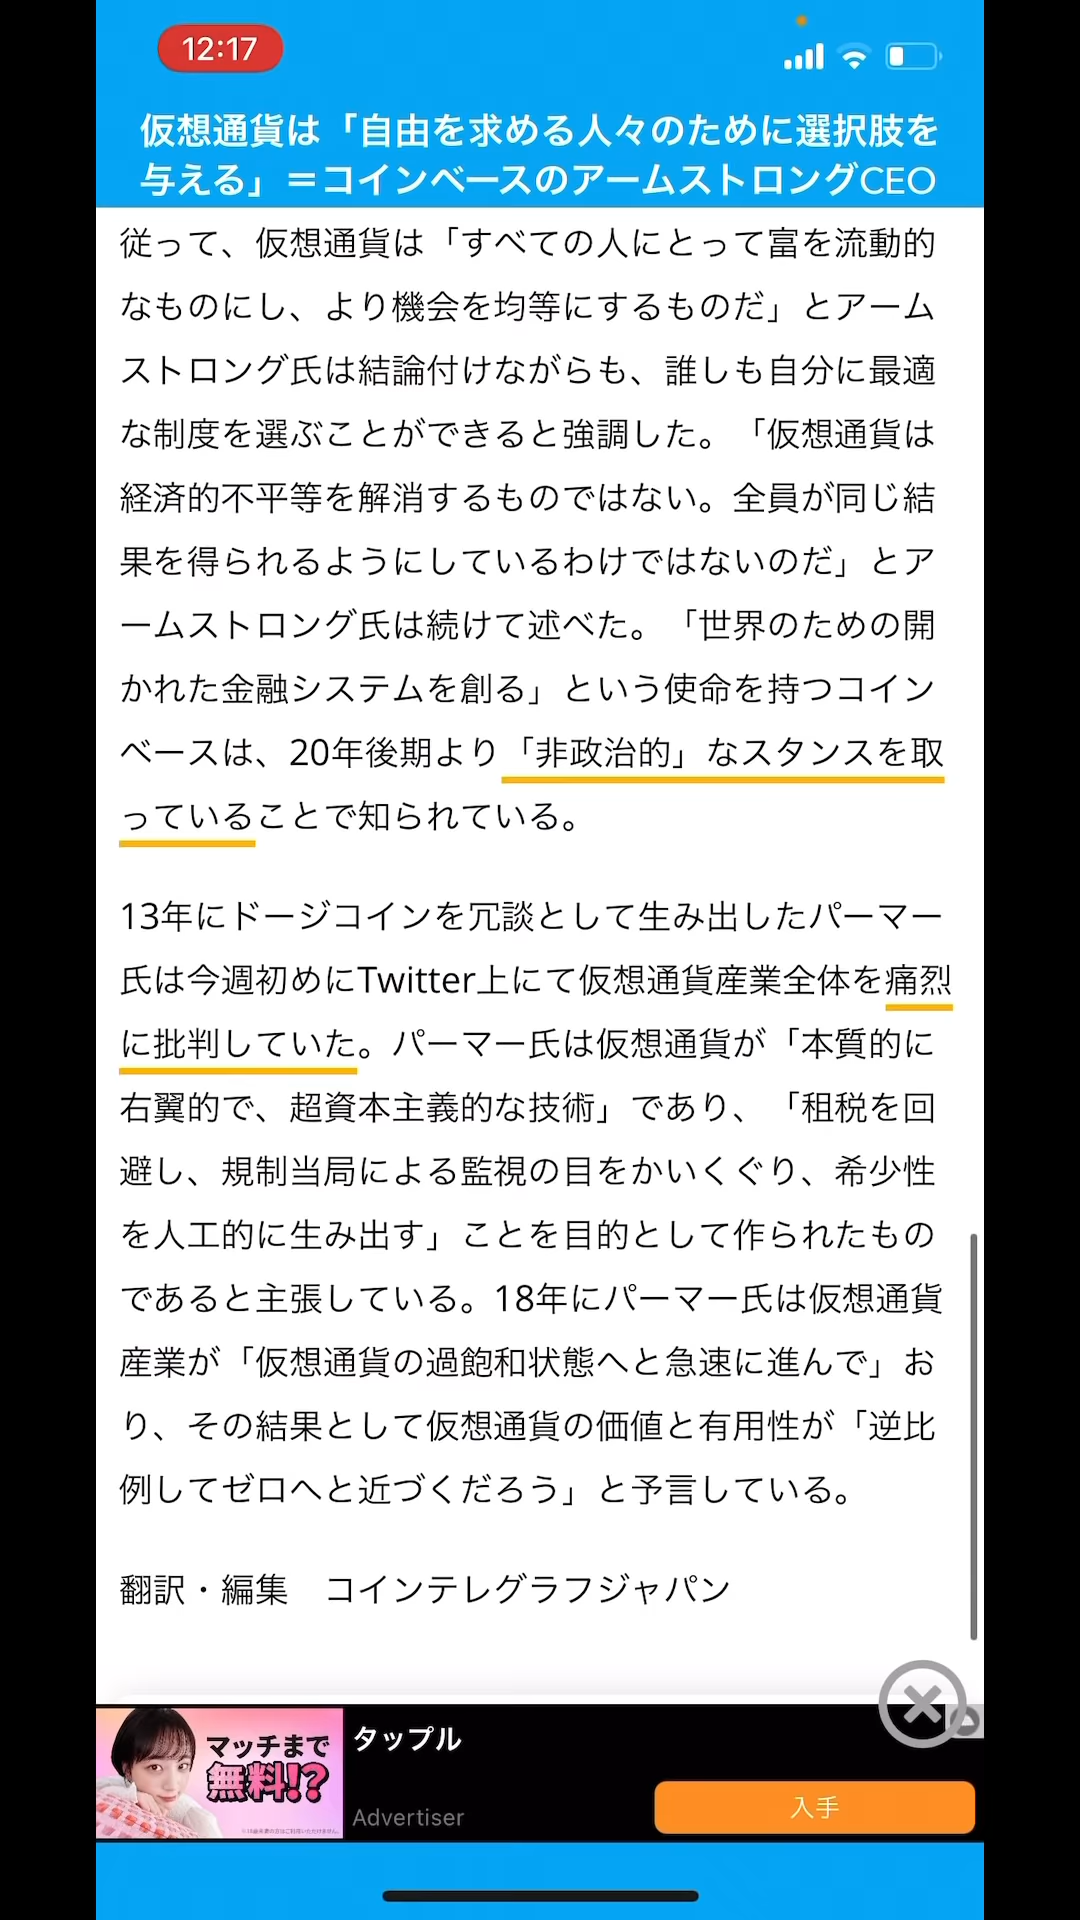 12:17
仮想通貨は「自由を求める人々のために選択肢を
与える」＝コインベースのアームストロングCEO
従って、仮想通貨は「すべての人にとって富を流動的
なものにし、より機会を均等にするものだ」とアーム
ストロング氏は結論付けながらも、誰しも自分に最適
な制度を選ぶことができると強調した。「仮想通貨は
経済的不平等を解消するものではない。全員が同じ結
果を得られるようにしているわけではないのだ」とア
ームストロング氏は続けて述べた。「世界のための開
かれた金融システムを創る」という使命を持つコイン
ベースは、20年後期より「非政治的」なスタンスを取
っていることで知られている。
13年にドージコインを冗談として生み出したパーマー
氏は今週初めにTwitter上にて仮想通貨産業全体を痛烈
に批判していた。パーマー氏は仮想通貨が「本質的に
右翼的で、超資本主義的な技術」であり、「租税を回
避し、規制当局による監視の目をかいくぐり、希少性
を人工的に生み出す」ことを目的として作られたもの
であると主張している。18年にパーマー氏は仮想通貨
産業が「仮想通貨の過飽和状態へと急速に進んで」お
り、その結果として仮想通貨の価値と有用性が「逆比
例してゼロへと近づくだろう」と予言している。
翻訳・編集　コインテレグラフジャパン
マッチまで
無料!?
タップル
Advertiser
入手